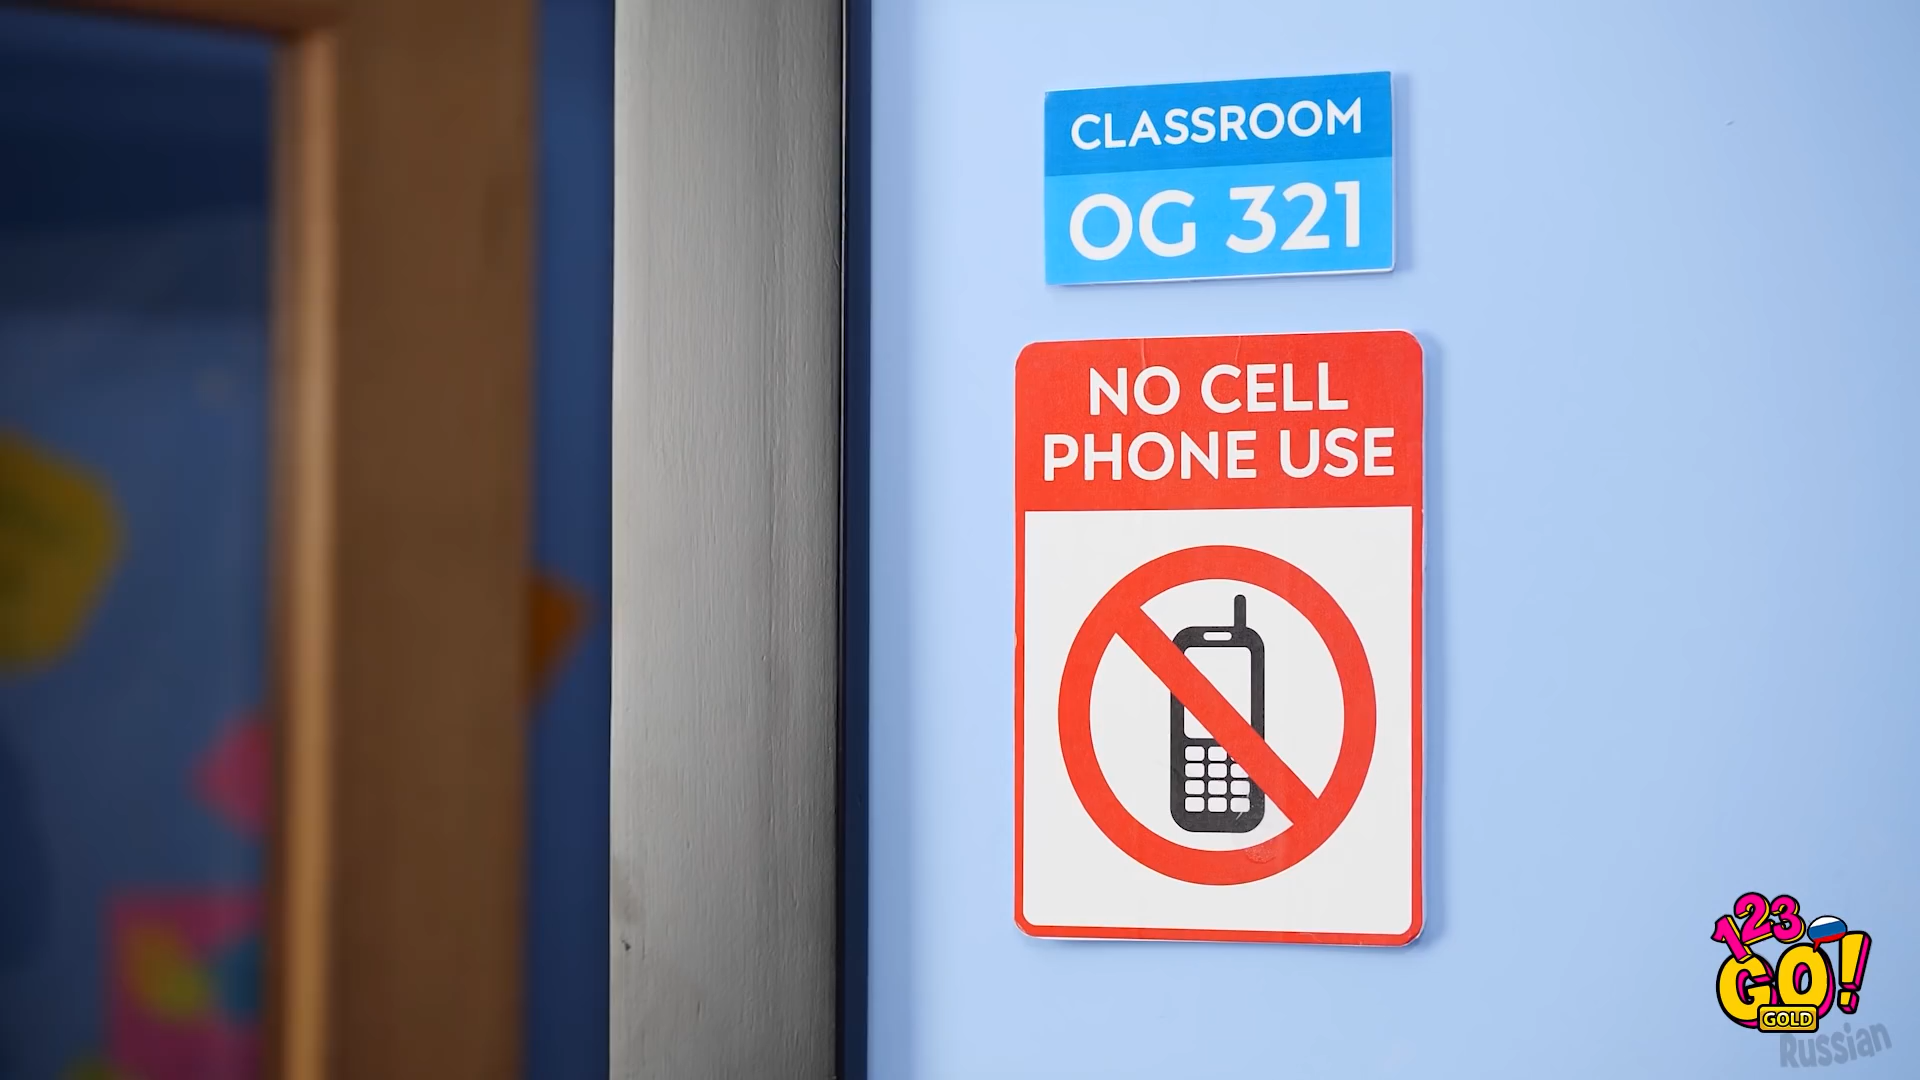 CLASSROOM
OG 321
NO CELL
PHONE USE
123
GO!
GOLD
Russian